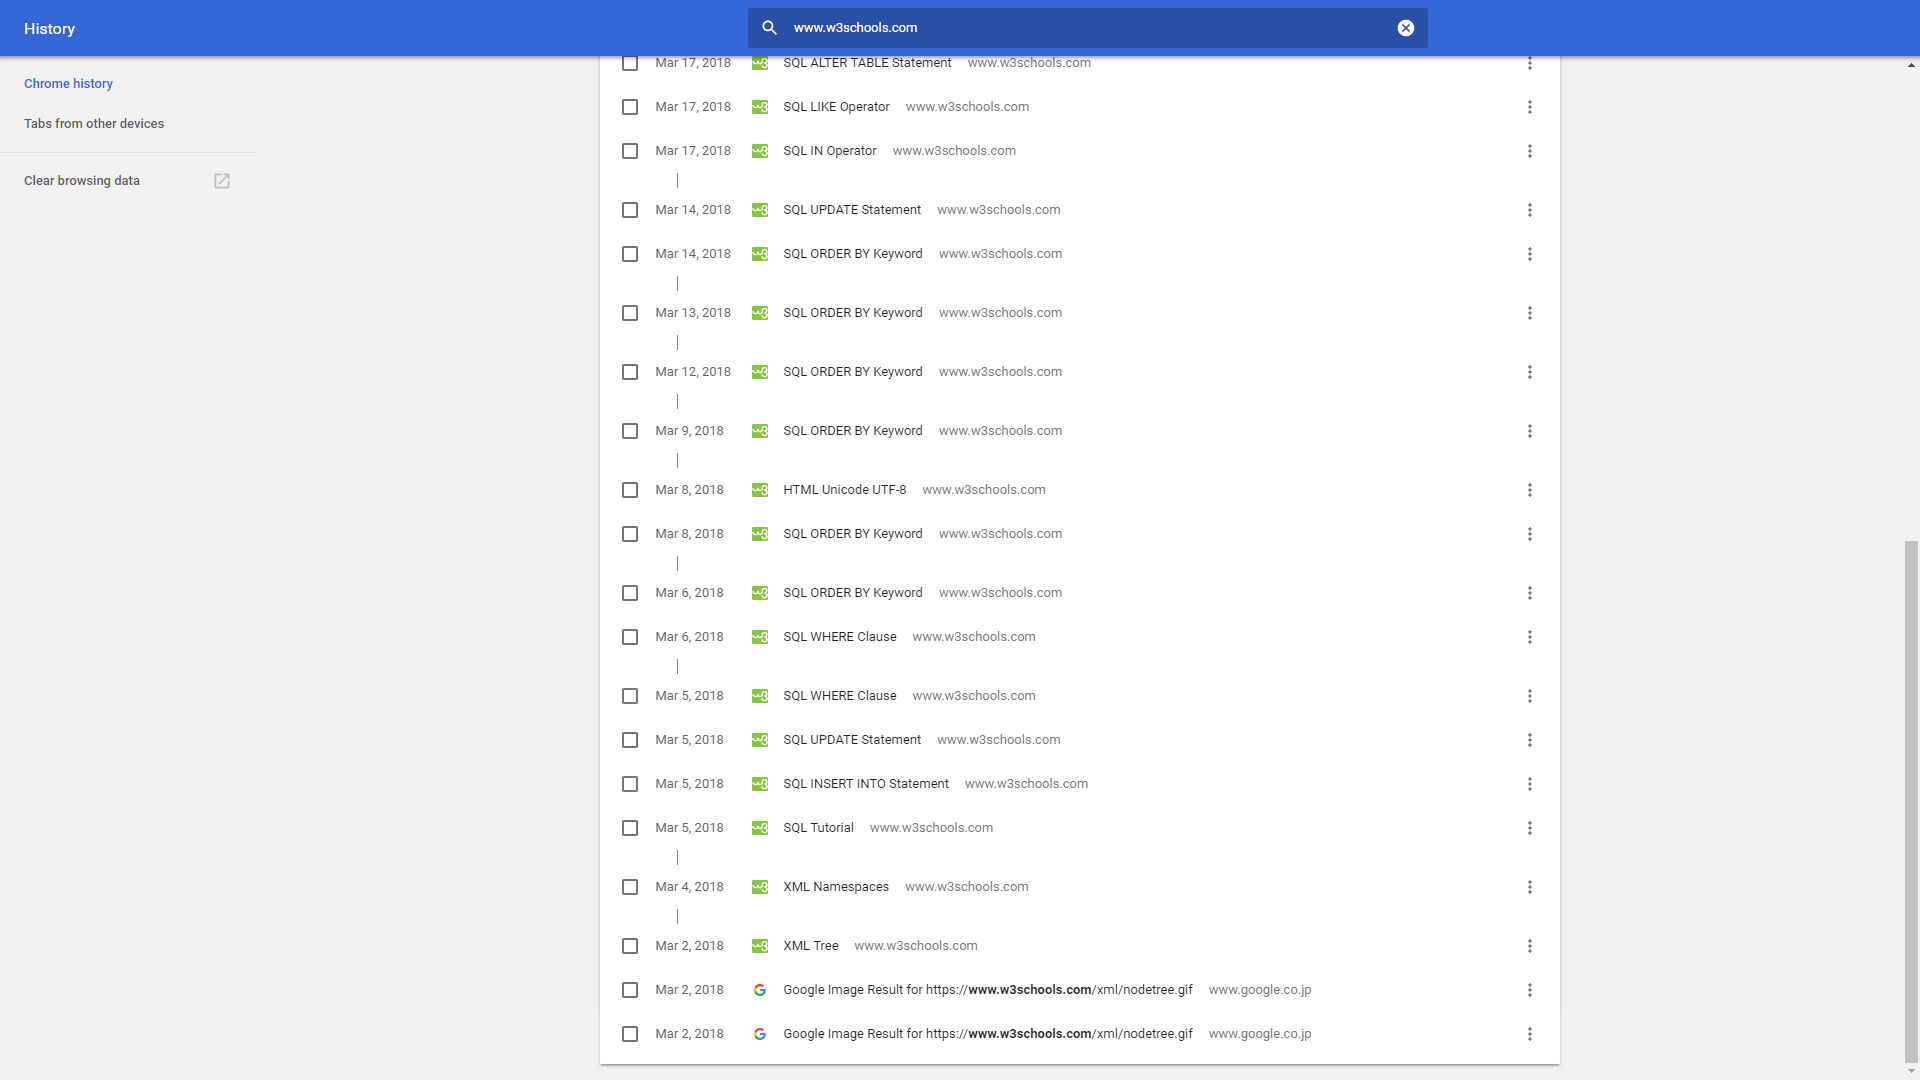 History
www.w3schools.com
Chrome history
Tabs from other devices
Clear browsing data
Mar 17, 2018 SQL ALTER TABLE Statement www.w3schools.com
Mar 17, 2018 SQL LIKE Operator www.w3schools.com
Mar 17, 2018 SQL IN Operator www.w3schools.com
Mar 14, 2018 SQL UPDATE Statement www.w3schools.com
Mar 14, 2018 SQL ORDER BY Keyword www.w3schools.com
Mar 13, 2018 SQL ORDER BY Keyword www.w3schools.com
Mar 12, 2018 SQL ORDER BY Keyword www.w3schools.com
Mar 9, 2018 SQL ORDER BY Keyword www.w3schools.com
Mar 8, 2018 HTML Unicode UTF-8 www.w3schools.com
Mar 8, 2018 SQL ORDER BY Keyword www.w3schools.com
Mar 6, 2018 SQL ORDER BY Keyword www.w3schools.com
Mar 6, 2018 SQL WHERE Clause www.w3schools.com
Mar 5, 2018 SQL WHERE Clause www.w3schools.com
Mar 5, 2018 SQL UPDATE Statement www.w3schools.com
Mar 5, 2018 SQL INSERT INTO Statement www.w3schools.com
Mar 5, 2018 SQL Tutorial www.w3schools.com
Mar 4, 2018 XML Namespaces www.w3schools.com
Mar 2, 2018 XML Tree www.w3schools.com
Mar 2, 2018 Google Image Result for https://www.w3schools.com/xml/nodetree.gif www.google.co.jp
Mar 2, 2018 Google Image Result for https://www.w3schools.com/xml/nodetree.gif www.google.co.jp